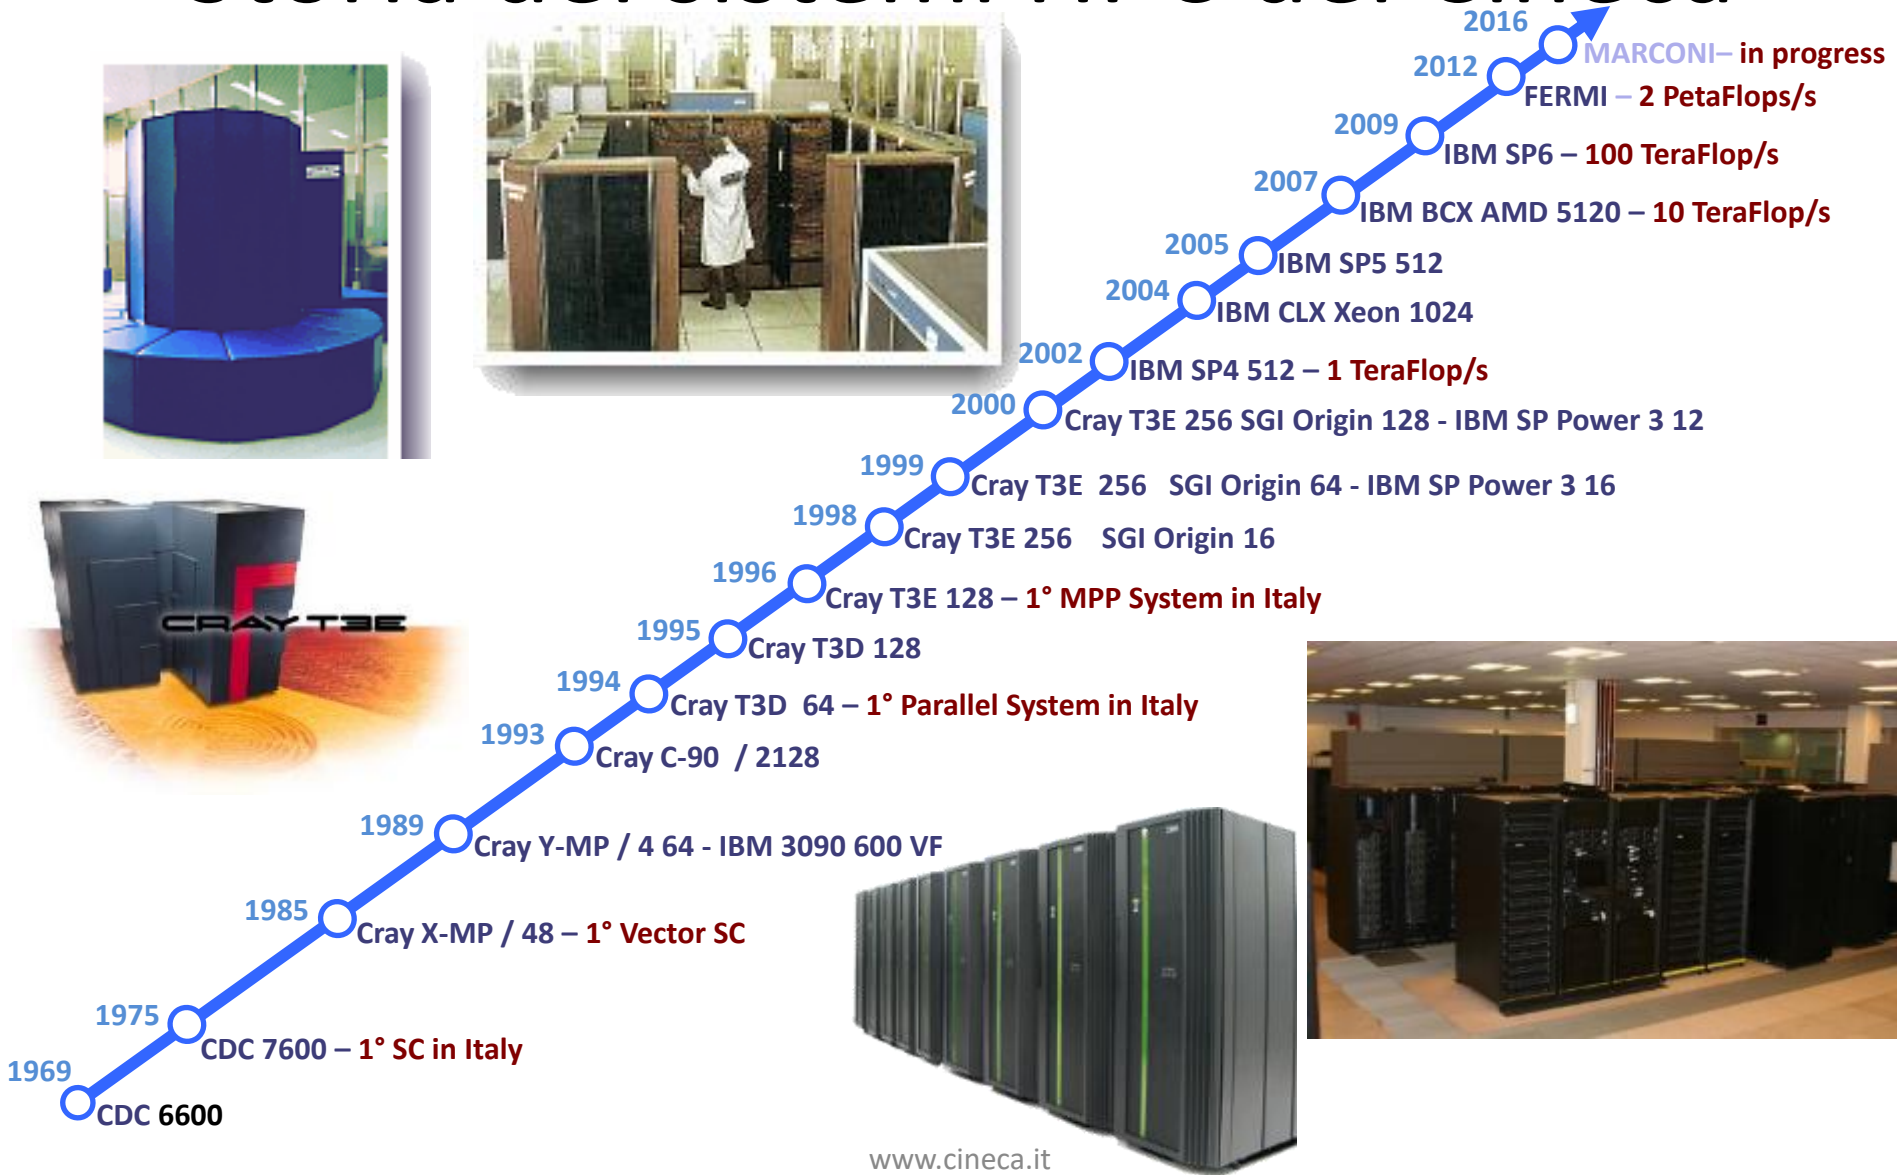 2016
MARCONI– in progress
2012
FERMI – 2 PetaFlops/s
2009
IBM SP6 – 100 TeraFlop/s
2007
IBM BCX AMD 5120 – 10 TeraFlop/s
2005
IBM SP5 512
2004
IBM CLX Xeon 1024
2002
IBM SP4 512 – 1 TeraFlop/s
2000
Cray T3E 256 SGI Origin 128 - IBM SP Power 3 12
1999
Cray T3E 256 SGI Origin 64 - IBM SP Power 3 16
1998
Cray T3E 256 SGI Origin 16
1996
Cray T3E 128 – 1° MPP System in Italy
CRAY T3E
1995
Cray T3D 128
1994
Cray T3D 64 – 1° Parallel System in Italy
1993
Cray C-90 / 2128
1989
Cray Y-MP / 4 64 - IBM 3090 600 VF
1985
Cray X-MP / 48 – 1° Vector SC
1975
CDC 7600 – 1° SC in Italy
1969
CDC 6600
www.cineca.it